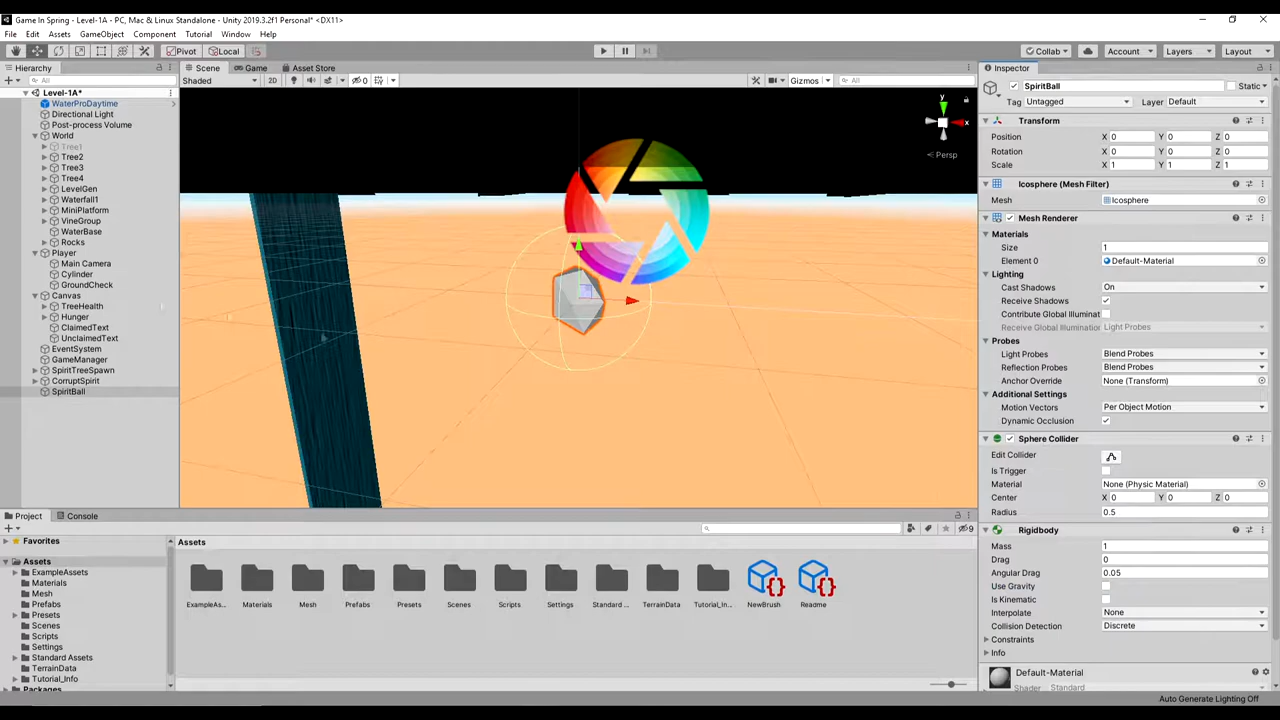 Game In Spring - Level-1A - PC, Mac & Linux Standalone - Unity 2019.3.2f1 Personal* <DX11>
File Edit Assets GameObject Component Tutorial Window Help
Pivot Local Collab Account Layers Layout
Hierarchy
All
Level-1A*
WaterProDaytime
Directional Light
Post-process Volume
World
Tree1
Tree2
Tree3
Tree4
LevelGen
Waterfall1
MiniPlatform
VineGroup
WaterBase
Rocks
Player
Main Camera
Cylinder
GroundCheck
Canvas
TreeHealth
Hunger
ClaimedText
UnclaimedText
EventSystem
GameManager
SpiritTreeSpawn
CorruptSpirit
SpiritBall
Scene Game Asset Store
Shaded 2D 0 Gizmos All
y
x
Persp
Inspector
SpiritBall Static
Tag Untagged Layer Default
Transform
Position X 0 Y 0 Z 0
Rotation X 0 Y 0 Z 0
Scale X 1 Y 1 Z 1
Icosphere (Mesh Filter)
Mesh Icosphere
Mesh Renderer
Materials
Size 1
Element 0 Default-Material
Lighting
Cast Shadows On
Receive Shadows
Contribute Global Illuminat
Receive Global Illumination Light Probes
Probes
Light Probes Blend Probes
Reflection Probes Blend Probes
Anchor Override None (Transform)
Additional Settings
Motion Vectors Per Object Motion
Dynamic Occlusion
Sphere Collider
Edit Collider
Is Trigger
Material None (Physic Material)
Center X 0 Y 0 Z 0
Radius 0.5
Rigidbody
Mass 1
Drag 0
Angular Drag 0.05
Use Gravity
Is Kinematic
Interpolate None
Collision Detection Discrete
Constraints
Info
Default-Material
Shader Standard
Project Console
9
Favorites
Assets
ExampleAssets
Materials
Mesh
Prefabs
Presets
Scenes
Scripts
Settings
Standard Assets
TerrainData
Tutorial_Info
Packages
Assets
ExampleAs... Materials Mesh Prefabs Presets Scenes Scripts Settings Standard ... TerrainData Tutorial_In... NewBrush Readme
Auto Generate Lighting Off